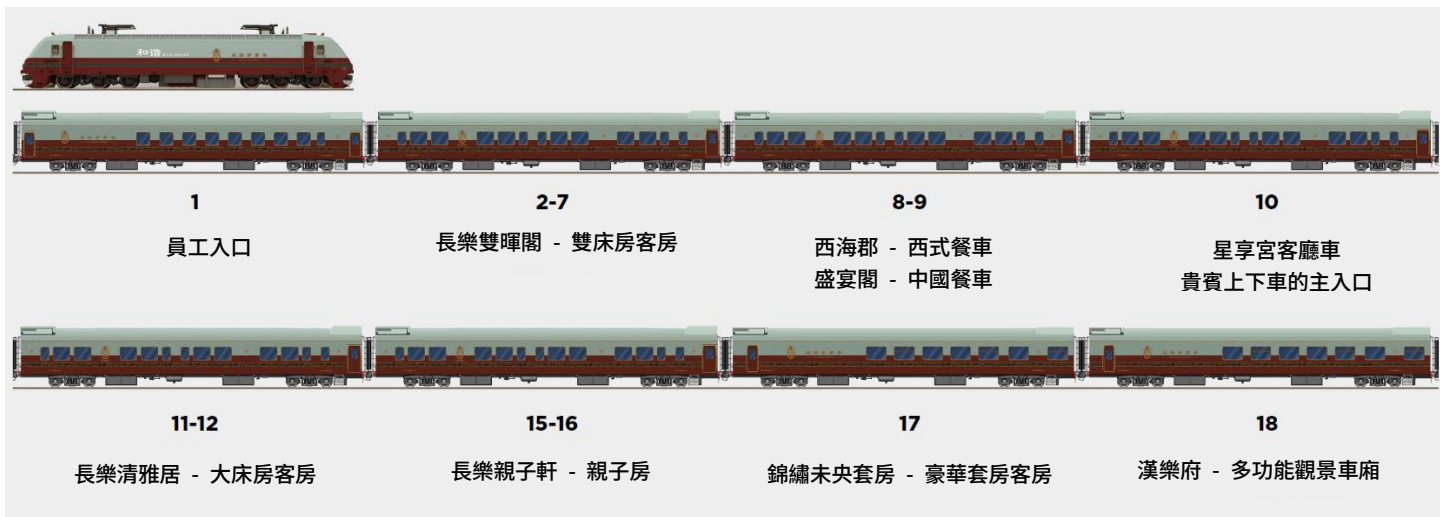 和谐
1
2-7
8-9
10
員工入口
長樂雙暉閣 - 雙床房客房
西海郡 - 西式餐車
盛宴閣 - 中國餐車
星享宮客廳車
貴賓上下車的主入口
11-12
15-16
17
18
長樂清雅居 - 大床房客房
長樂親子軒 - 親子房
錦繡未央套房 - 豪華套房客房
漢樂府 - 多功能觀景車廂